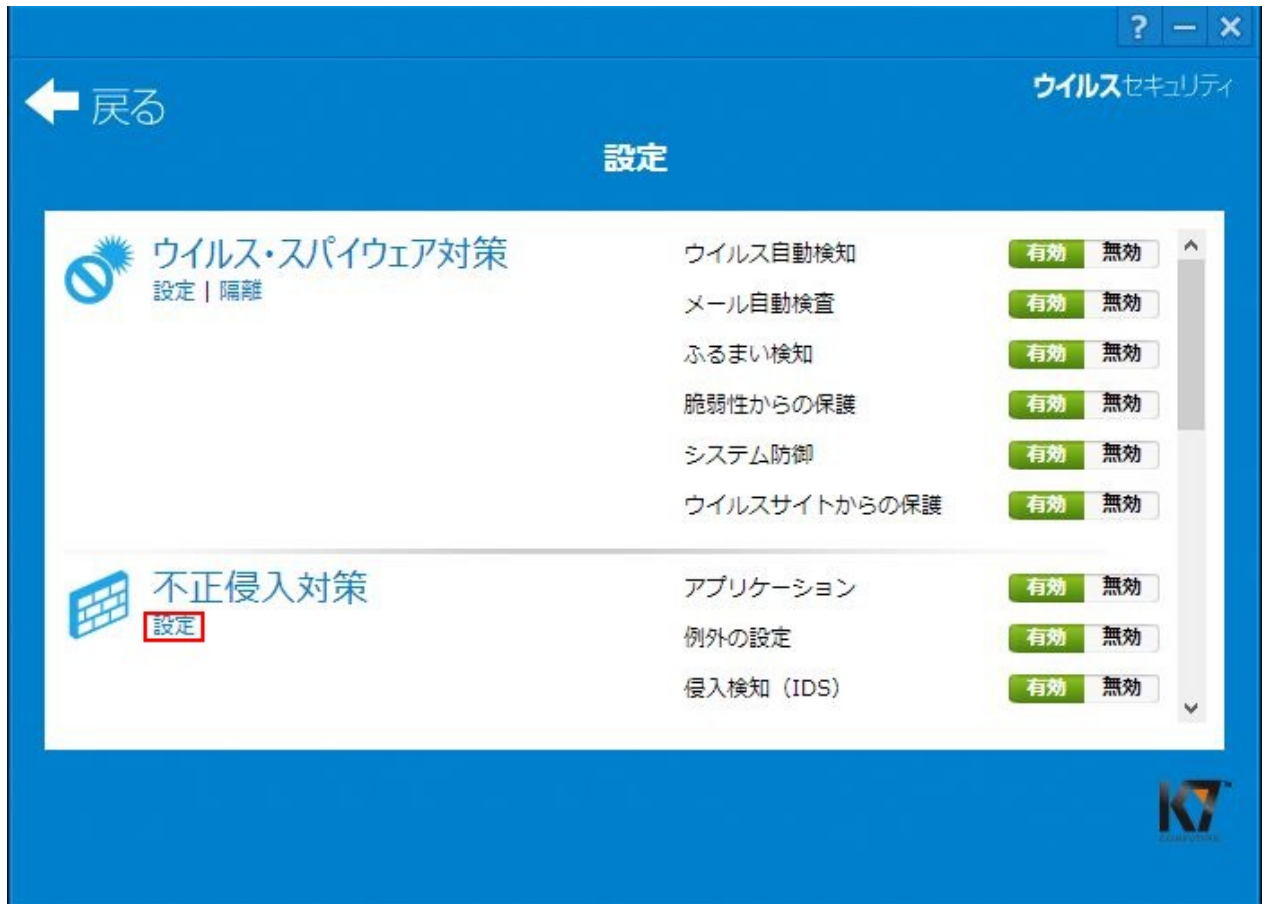 ? − ×
戻る
ウイルスセキュリティ
設定
ウイルス・スパイウェア対策
設定 | 隔離
ウイルス自動検知 有効 無効
メール自動検査 有効 無効
ふるまい検知 有効 無効
脆弱性からの保護 有効 無効
システム防御 有効 無効
ウイルスサイトからの保護 有効 無効
不正侵入対策
設定
アプリケーション 有効 無効
例外の設定 有効 無効
侵入検知（IDS） 有効 無効
K7
COMPUTING